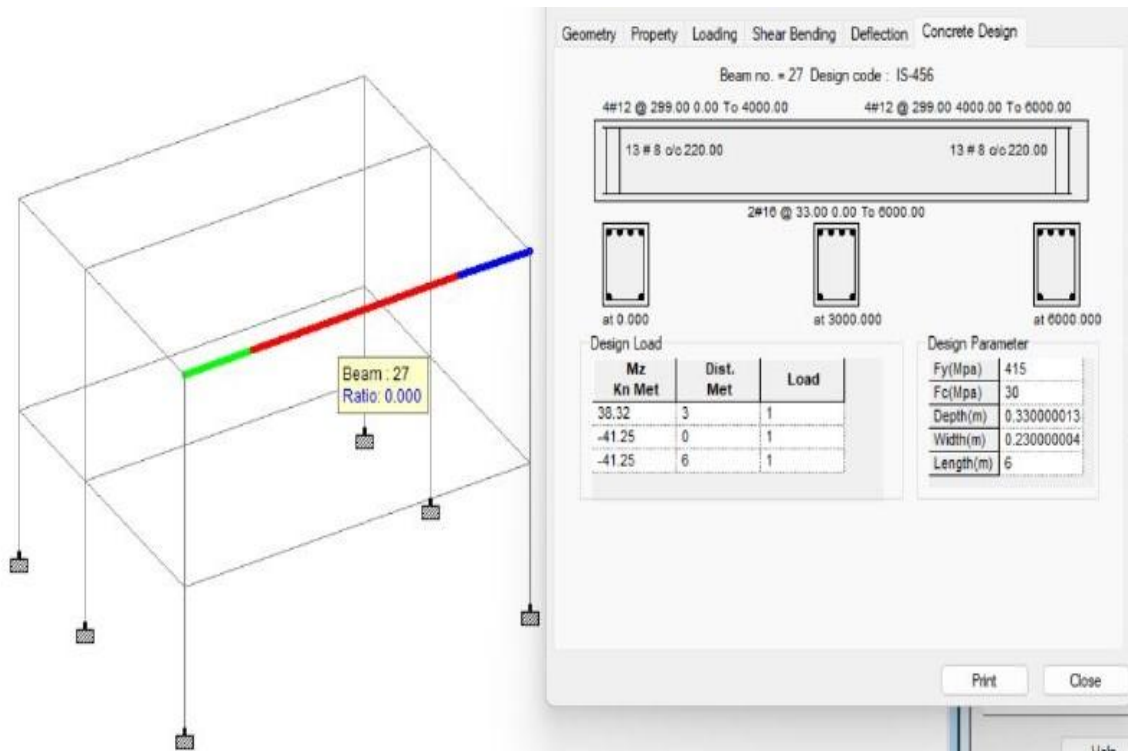 Geometry Property Loading Shear Bending Deflection Concrete Design
Beam no. = 27 Design code : IS-456
4#12 @ 299.00 0.00 To 4000.00 4#12 @ 299.00 4000.00 To 6000.00
13 # 8 c/c 220.00 13 # 8 c/c 220.00
2#16 @ 33.00 0.00 To 6000.00
at 0.000 at 3000.000 at 6000.000
Beam : 27
Ratio: 0.000
Design Load
Mz Kn Met Dist. Met Load
38.32 3 1
-41.25 0 1
-41.25 6 1
Design Parameter
Fy(Mpa) 415
Fc(Mpa) 30
Depth(m) 0.330000013
Width(m) 0.230000004
Length(m) 6
Print Close